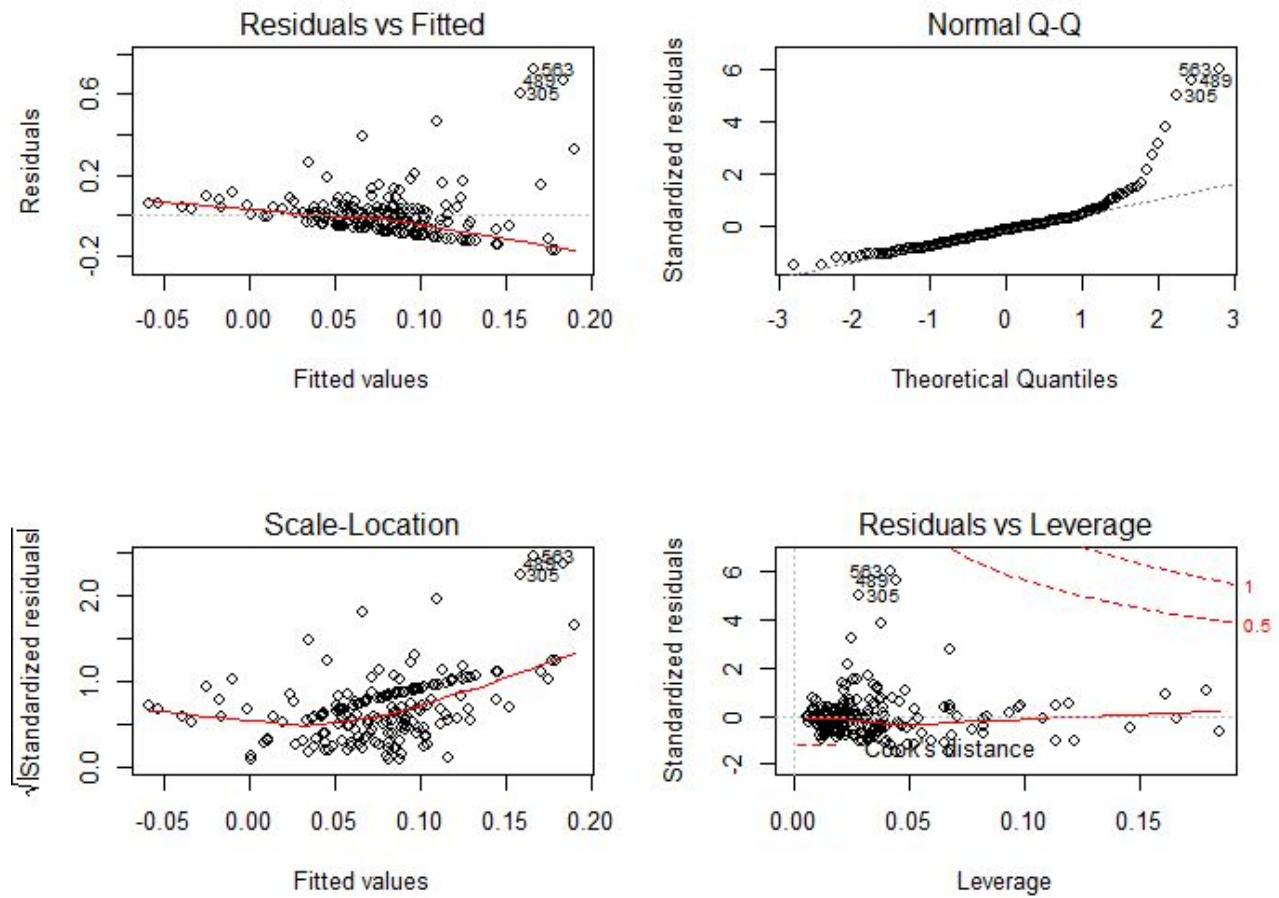 Residuals vs Fitted
Residuals
-0.2 0.2 0.6
563
489
305
-0.05 0.00 0.05 0.10 0.15 0.20
Fitted values
Normal Q-Q
Standardized residuals
0 2 4 6
563
489
305
-3 -2 -1 0 1 2 3
Theoretical Quantiles
Scale-Location
√|Standardized residuals|
0.0 1.0 2.0
563
489
305
-0.05 0.00 0.05 0.10 0.15 0.20
Fitted values
Residuals vs Leverage
Standardized residuals
-2 0 2 4 6
563
489
305
1
0.5
Cook's distance
0.00 0.05 0.10 0.15
Leverage